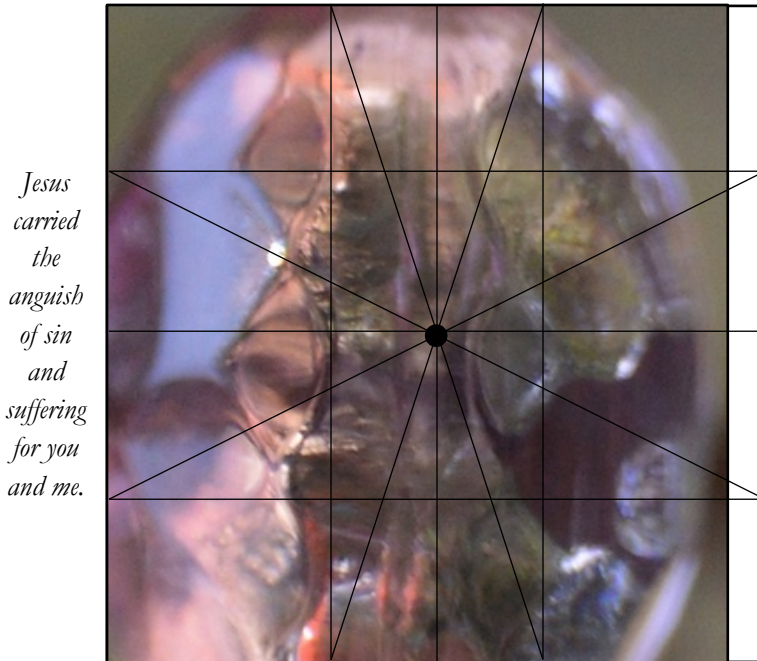 Jesus
carried
the
anguish
of sin
and
suffering
for you
and me.